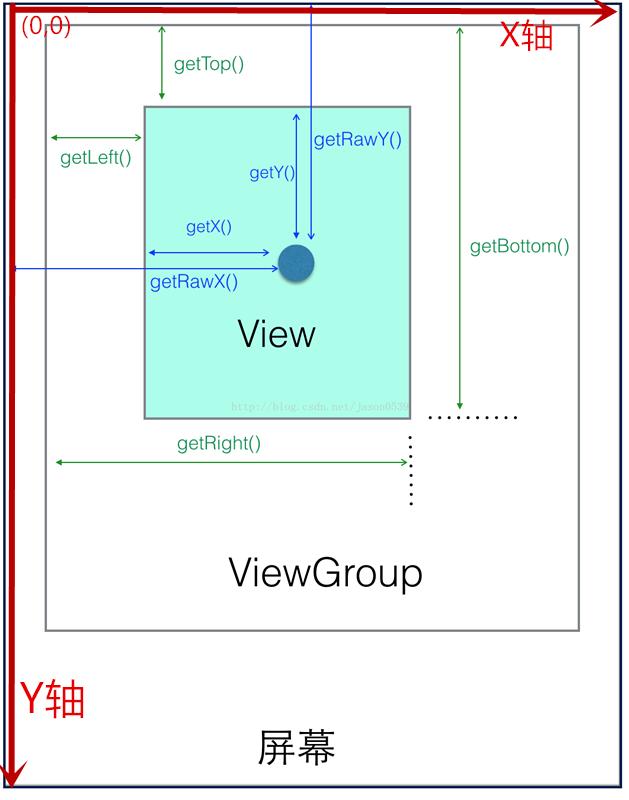 (0,0)
X轴
getTop()
getRawY()
getLeft()
getY()
getX()
getBottom()
getRawX()
View
http://blog.csdn.net/jason0539
getRight()
ViewGroup
Y轴
屏幕